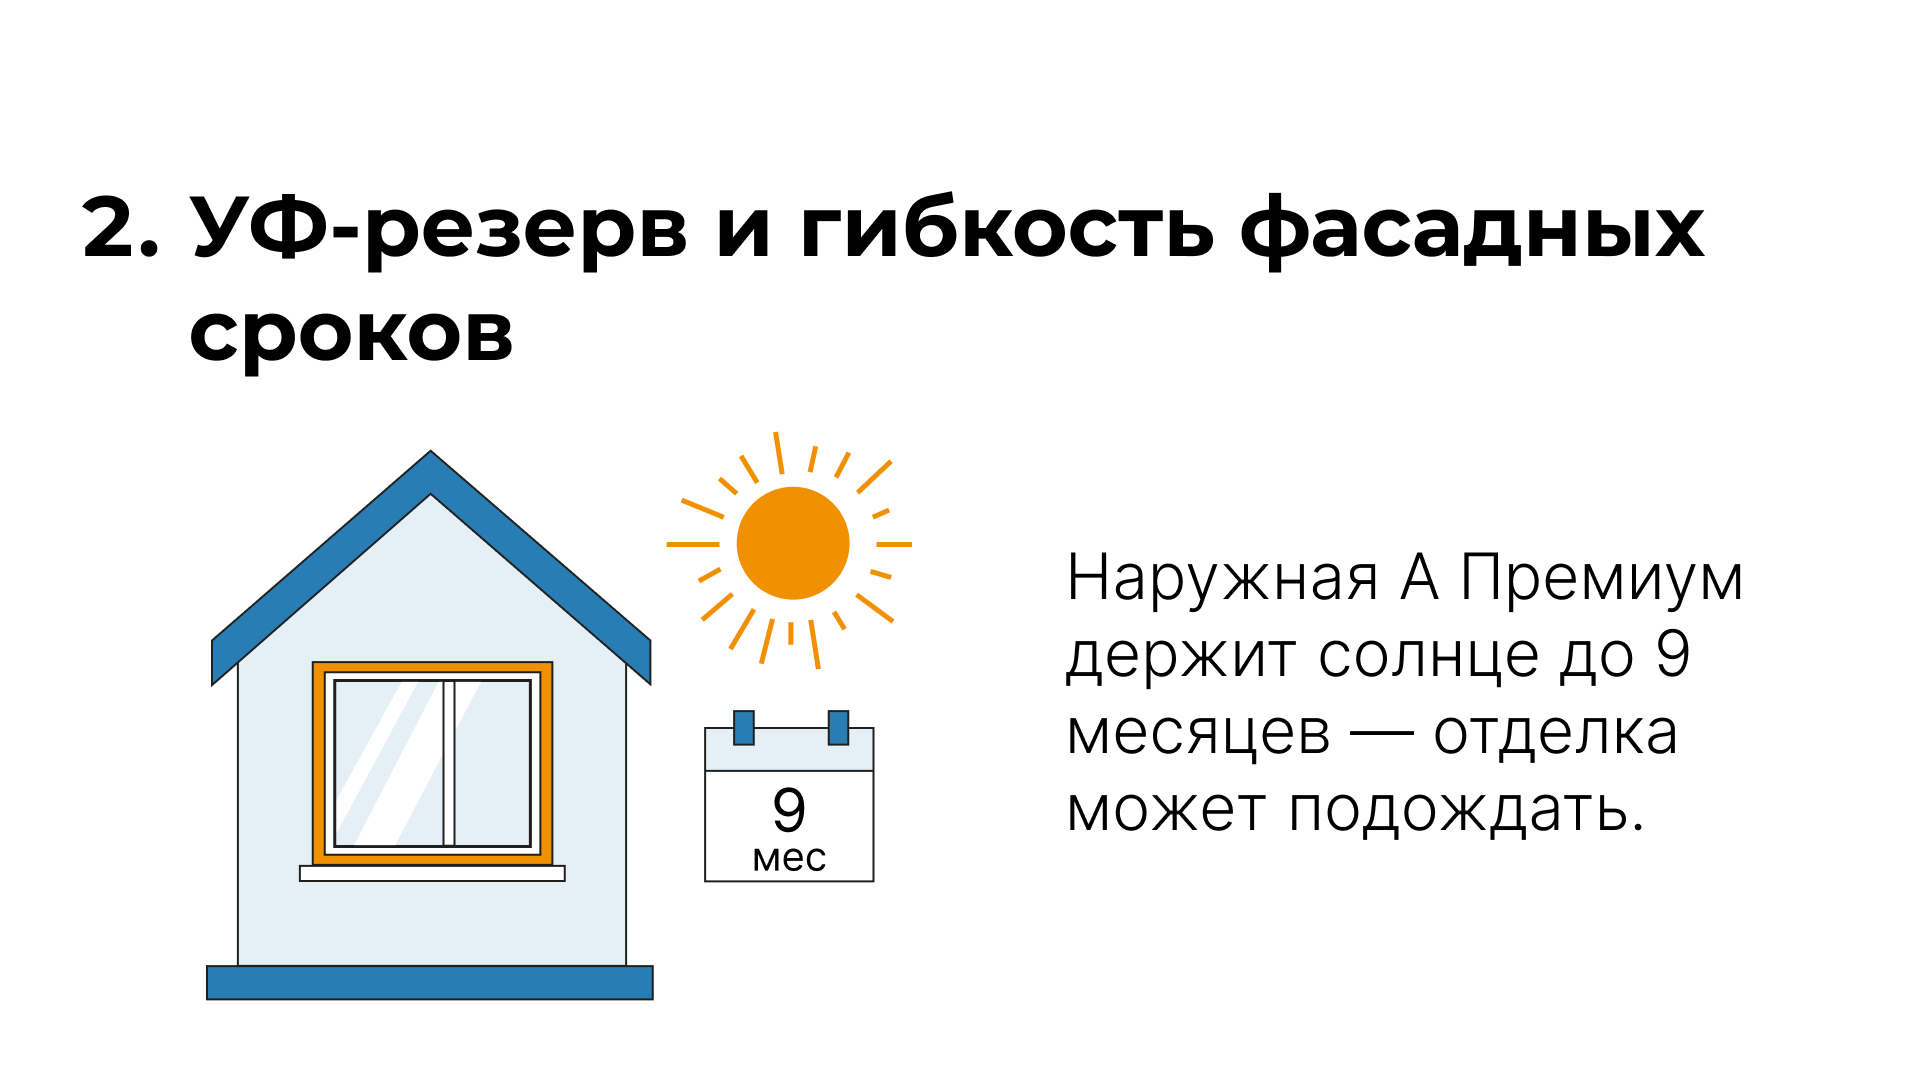 2. УФ-резерв и гибкость фасадных
сроков
9
мес
Наружная А Премиум
держит солнце до 9
месяцев — отделка
может подождать.